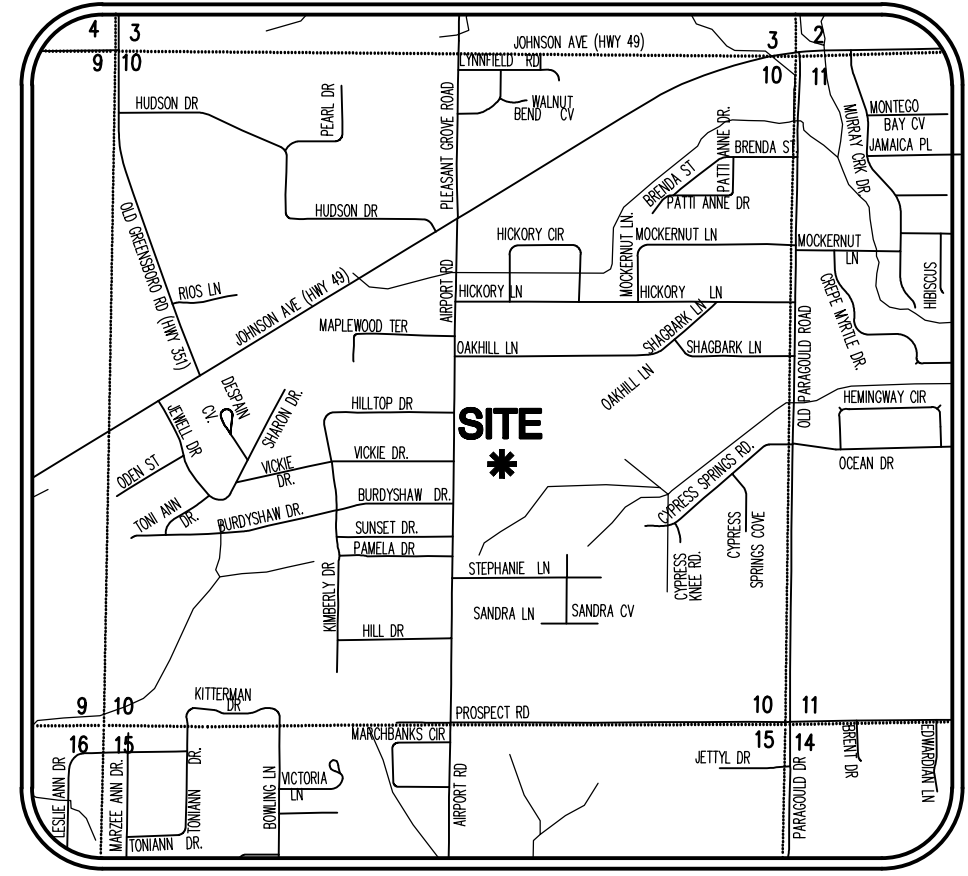 4 3
3 2
9 10
10 11
JOHNSON AVE (HWY 49)
LYNNFIELD RD
WALNUT
BEND CV
HUDSON DR
PEARL DR
PLEASANT GROVE ROAD
PATTI ANNE DR.
BRENDA ST
BRENDA ST
PATTI ANNE DR
MURRAY CRK DR
MONTEGO
BAY CV
JAMAICA PL
HUDSON DR
OLD GREENSBORO RD (HWY 351)
HICKORY CIR
MOCKERNUT LN.
MOCKERNUT LN
MOCKERNUT
LN
RIOS LN
JOHNSON AVE (HWY 49)
AIRPORT RD
HICKORY LN
HICKORY LN
CREPE MYRTLE DR.
HIBISCUS
MAPLEWOOD TER
OAKHILL LN
SHAGBARK LN
SHAGBARK LN
OLD PARAGOULD ROAD
OAKHILL LN
DESPAIN
CV.
SHARON DR.
JEWELL DR
HILLTOP DR
SITE
HEMINGWAY CIR
ODEN ST
VICKIE
DR.
VICKIE DR.
CYPRESS SPRINGS RD.
OCEAN DR
TONI ANN
DR.
BURDYSHAW DR.
BURDYSHAW DR.
SUNSET DR.
PAMELA DR
CYPRESS
SPRINGS COVE
CYPRESS
KNEE RD.
KIMBERLY DR
STEPHANIE LN
SANDRA LN
SANDRA CV
HILL DR
9 10
10 11
KITTERMAN
DR
PROSPECT RD
16 15
15 14
MARCHBANKS CIR
LESLIE ANN DR
MARZEE ANN DR.
TONIANN DR.
BOWLING LN
VICTORIA
LN
AIRPORT RD
JETTYL DR
PARAGOULD DR
BRENT DR
EDWARDIAN LN
TONIANN DR.